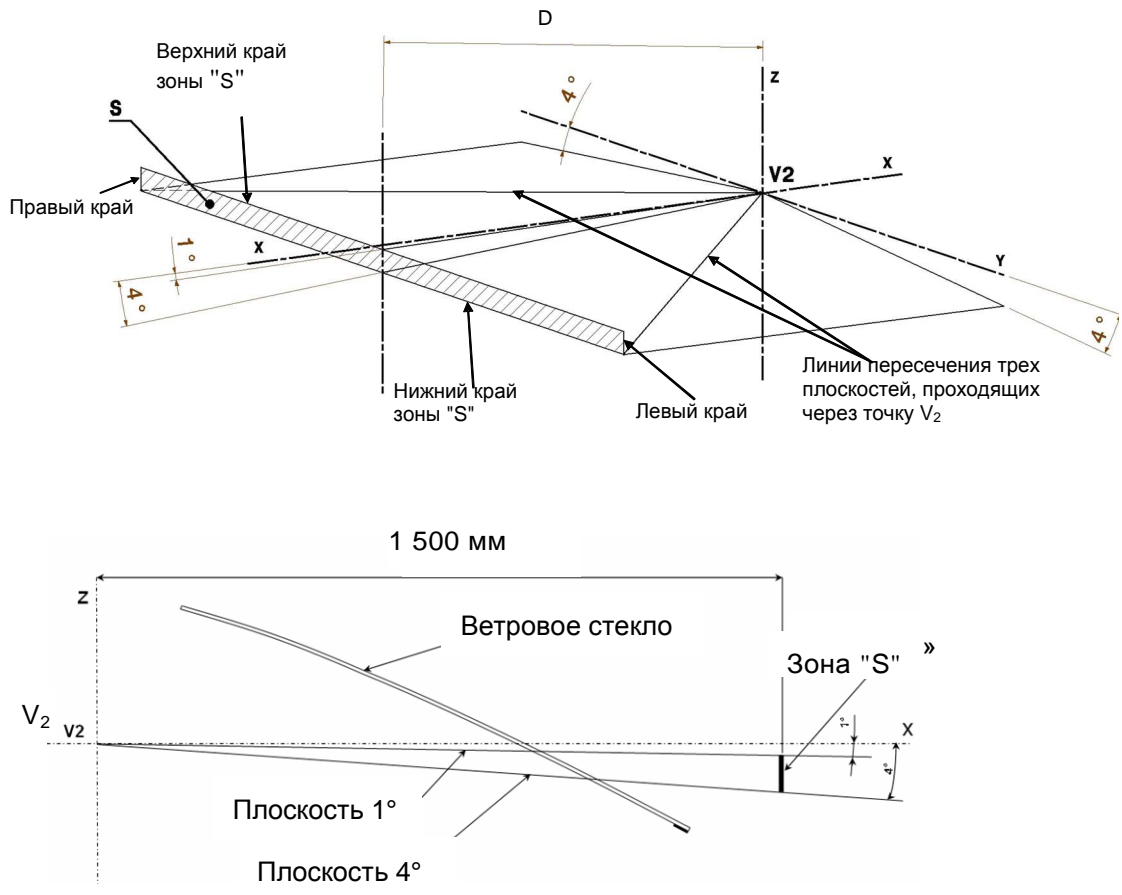 D
Верхний край
зоны "S"
Z
4°
S
V2
X
Правый край
X
1°
4°
Y
4°
Нижний край
зоны "S"
Левый край
Линии пересечения трех
плоскостей, проходящих
через точку V2
1 500 мм
Z
Ветровое стекло
Зона "S" »
V2
V2
1°
X
4°
Плоскость 1°
Плоскость 4°